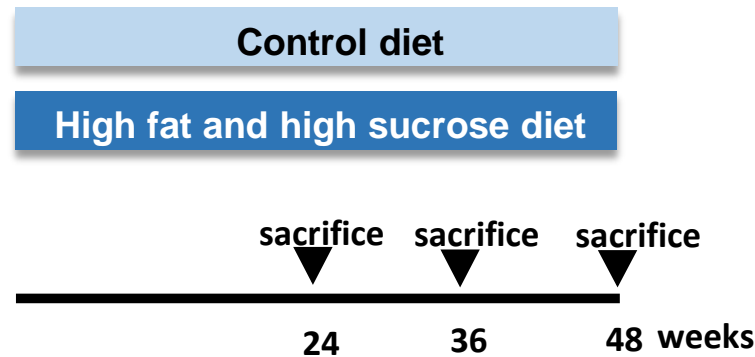 Control diet
High fat and high sucrose diet
sacrifice sacrifice sacrifice
24 36 48 weeks